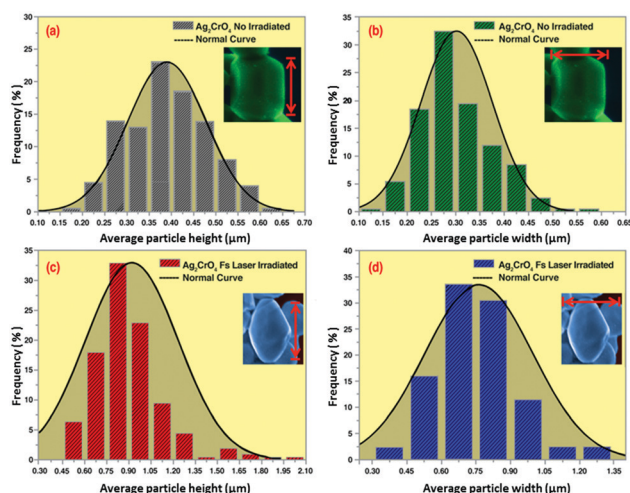 (a)
Ag2CrO4 No Irradiated
Normal Curve
Frequency (%)
25
20
15
10
5
0
0.10 0.15 0.20 0.25 0.30 0.35 0.40 0.45 0.50 0.55 0.60 0.65 0.70
Average particle height (μm)
(b)
Ag2CrO4 No Irradiated
Normal Curve
Frequency (%)
35
30
25
20
15
10
5
0
0.10 0.15 0.20 0.25 0.30 0.35 0.40 0.45 0.50 0.55 0.60 0.65
Average particle width (μm)
(c)
Ag2CrO4 Fs Laser Irradiated
Normal Curve
Frequency (%)
35
30
25
20
15
10
5
0
0.30 0.45 0.60 0.75 0.90 1.05 1.20 1.35 1.50 1.65 1.80 1.95 2.10
Average particle height (μm)
(d)
Ag2CrO4 Fs Laser Irradiated
Normal Curve
Frequency (%)
40
35
30
25
20
15
10
5
0
0.25 0.45 0.55 0.75 0.95 1.15 1.35
Average particle width (μm)